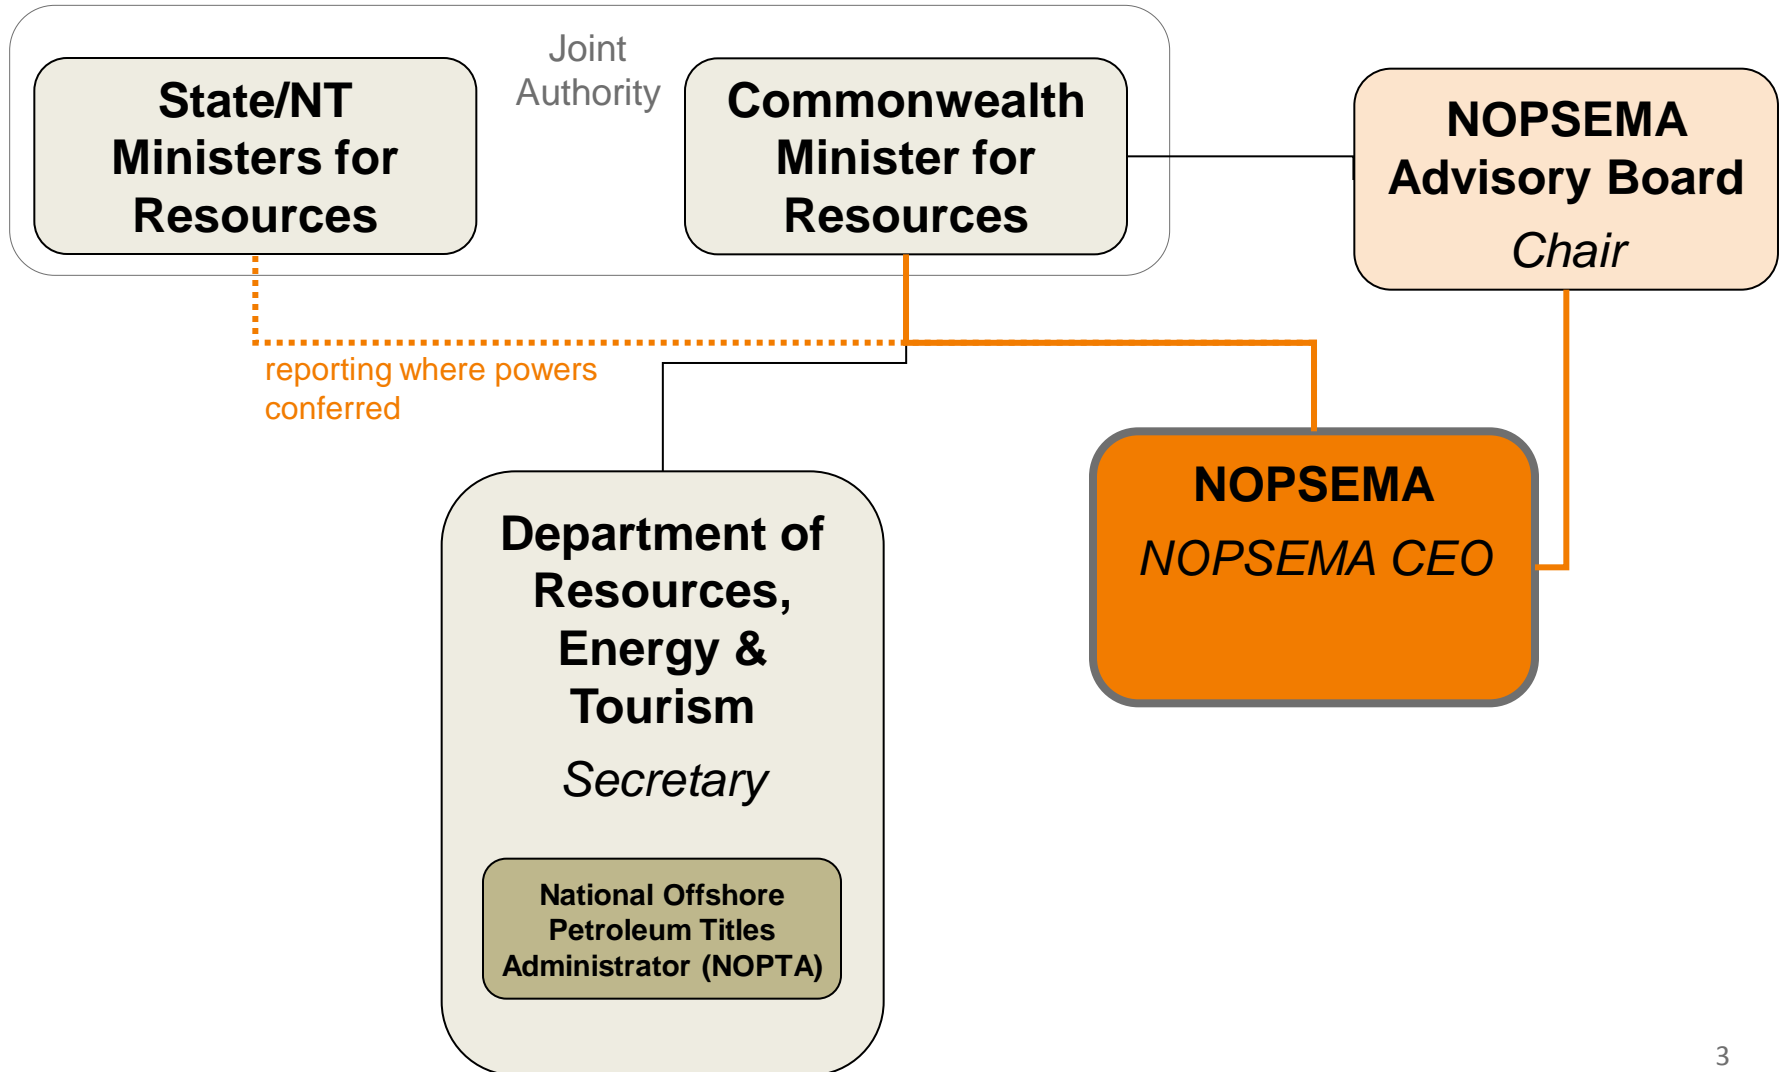 Joint
Authority
State/NT
Ministers for
Resources
Commonwealth
Minister for
Resources
NOPSEMA
Advisory Board
Chair
reporting where powers
conferred
NOPSEMA
NOPSEMA CEO
Department of
Resources,
Energy &
Tourism
Secretary
National Offshore
Petroleum Titles
Administrator (NOPTA)
3